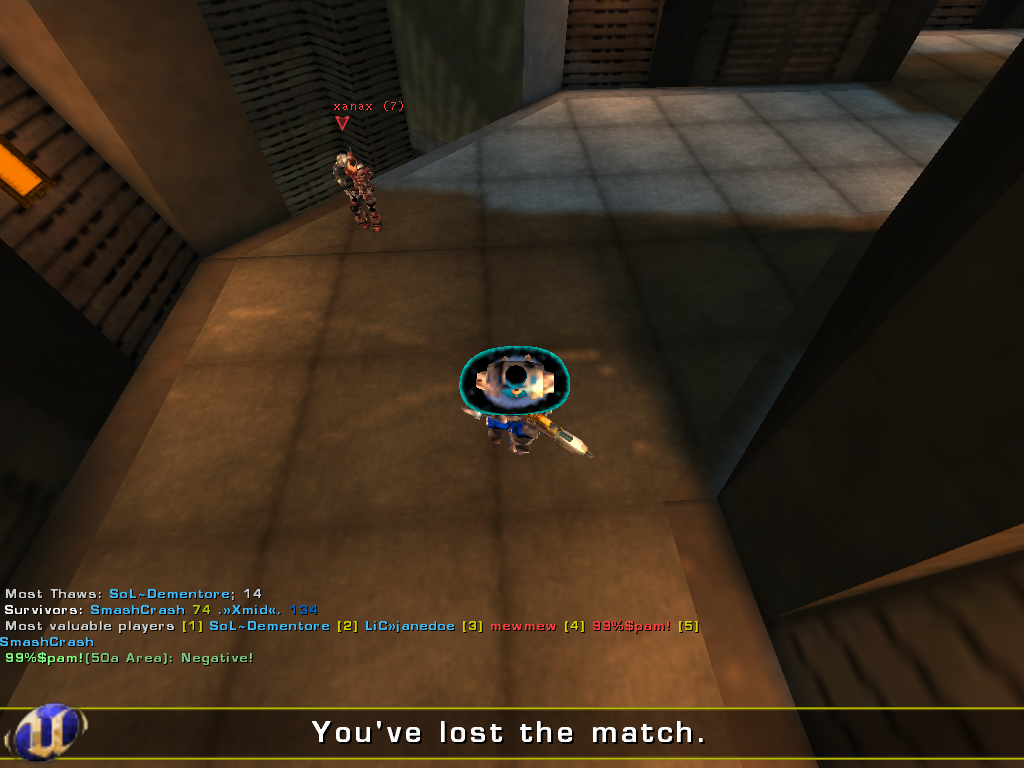 xanax (7)
Most Thaws: SoL~Dementore; 14
Survivors: SmashCrash 74 .»Xmid«. 134
Most valuable players [1] SoL~Dementore [2] LiC»janedoe [3] mewmew [4] 99%$pam! [5]
SmashCrash
99%$pam!(50a Area): Negative!
U
You've lost the match.